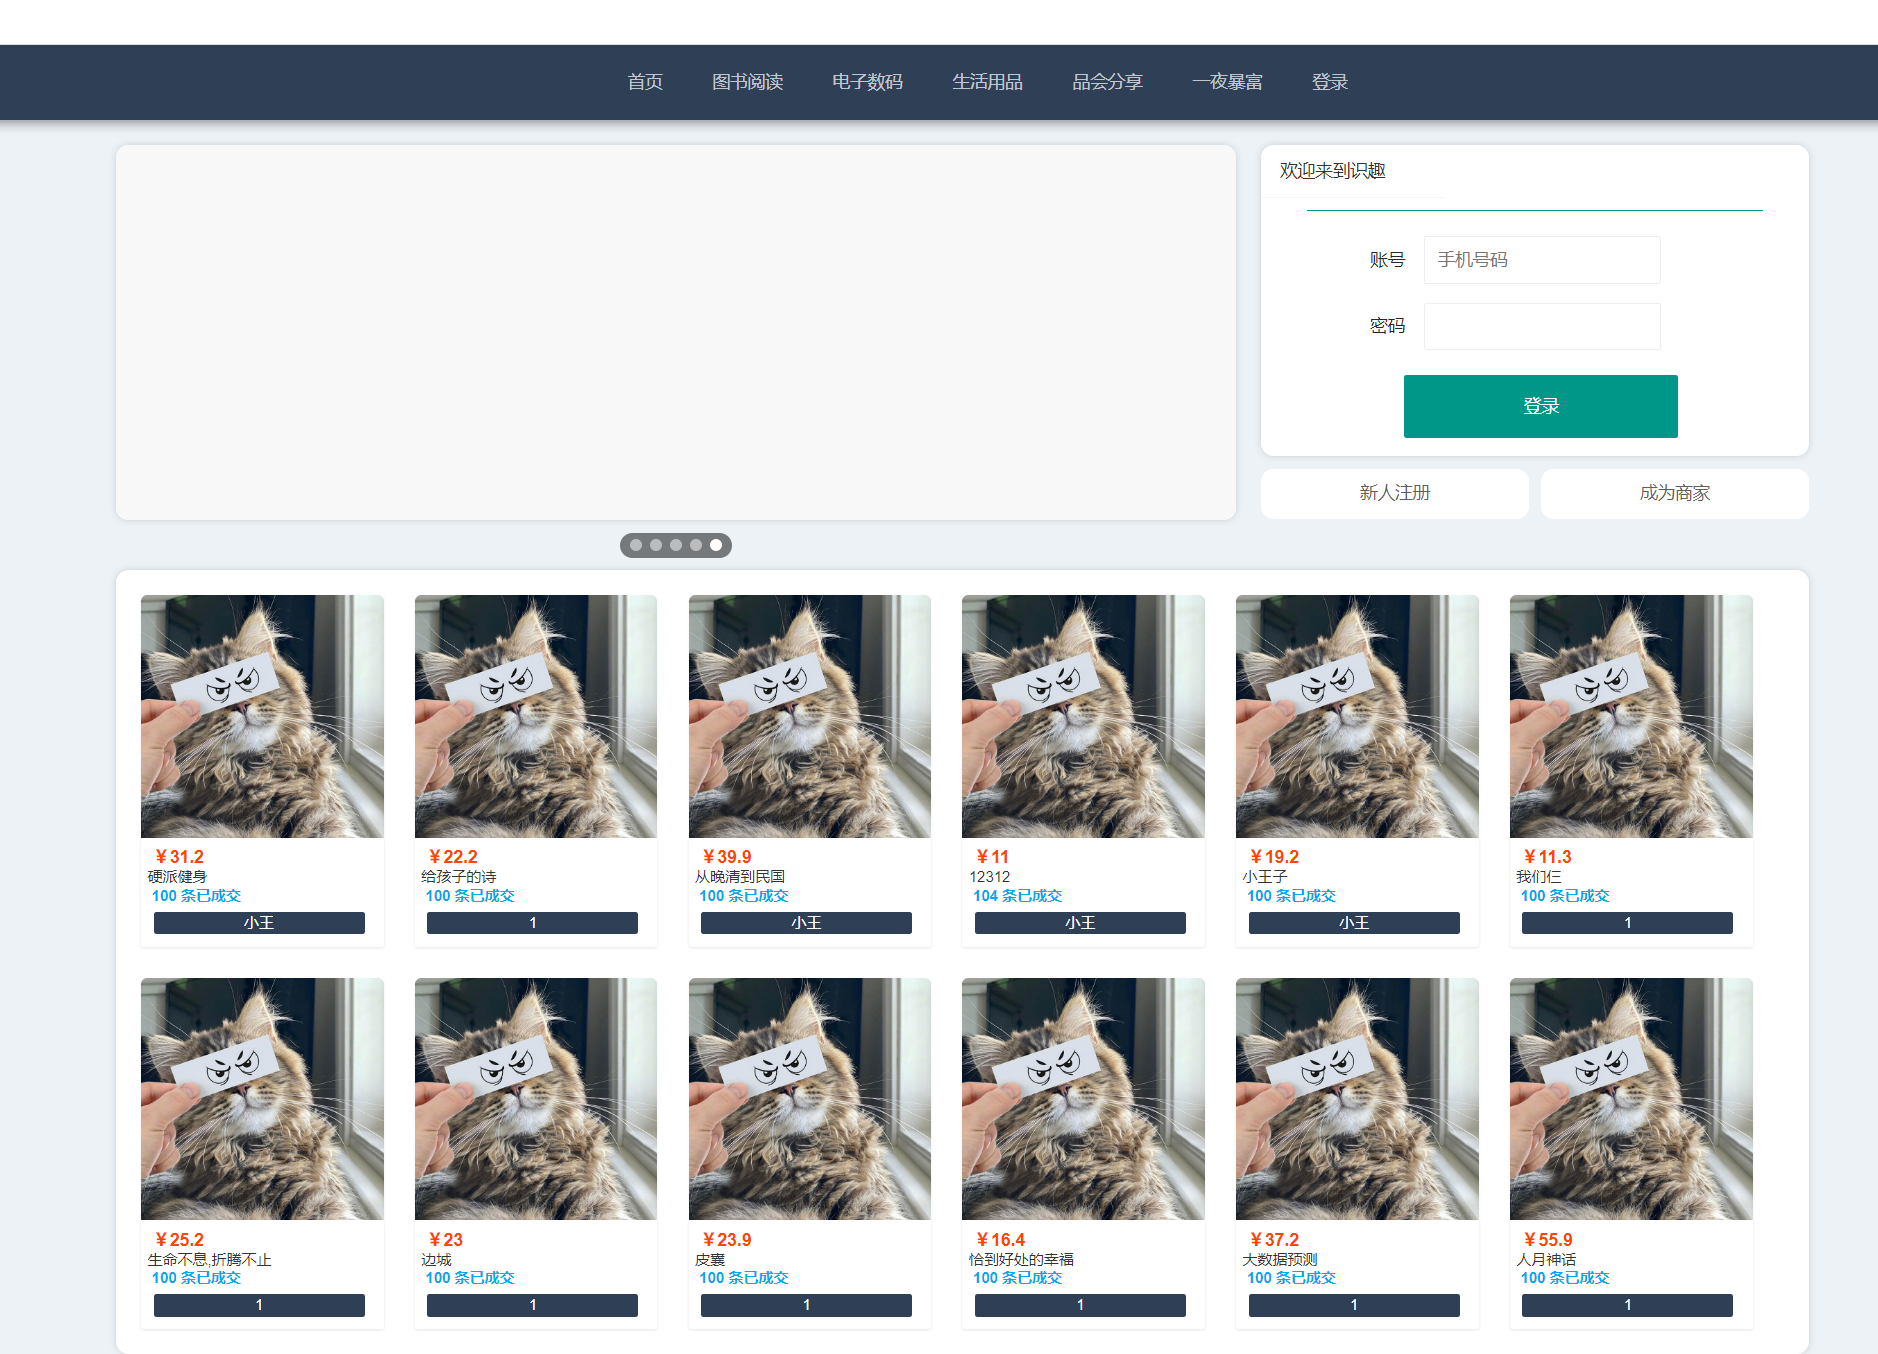 首页 图书阅读 电子数码 生活用品 品会分享 一夜暴富 登录
欢迎来到识趣
账号 手机号码
密码
登录
新人注册 成为商家
￥31.2 ￥22.2 ￥39.9 ￥11 ￥19.2 ￥11.3
硬派健身 给孩子的诗 从晚清到民国 12312 小王子 我们仨
100 条已成交 100 条已成交 100 条已成交 104 条已成交 100 条已成交 100 条已成交
小王 1 小王 小王 小王 1
￥25.2 ￥23 ￥23.9 ￥16.4 ￥37.2 ￥55.9
生命不息,折腾不止 边城 皮囊 恰到好处的幸福 大数据预测 人月神话
100 条已成交 100 条已成交 100 条已成交 100 条已成交 100 条已成交 100 条已成交
1 1 1 1 1 1